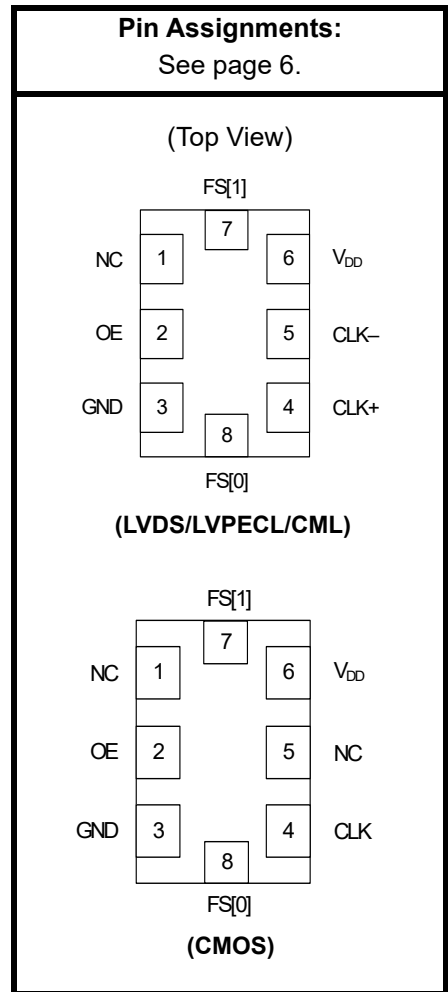 Pin Assignments:
See page 6.
(Top View)
FS[1]
7
NC 1 6 VDD
OE 2 5 CLK–
GND 3 4 CLK+
8
FS[0]
(LVDS/LVPECL/CML)
FS[1]
7
NC 1 6 VDD
OE 2 5 NC
GND 3 4 CLK
8
FS[0]
(CMOS)